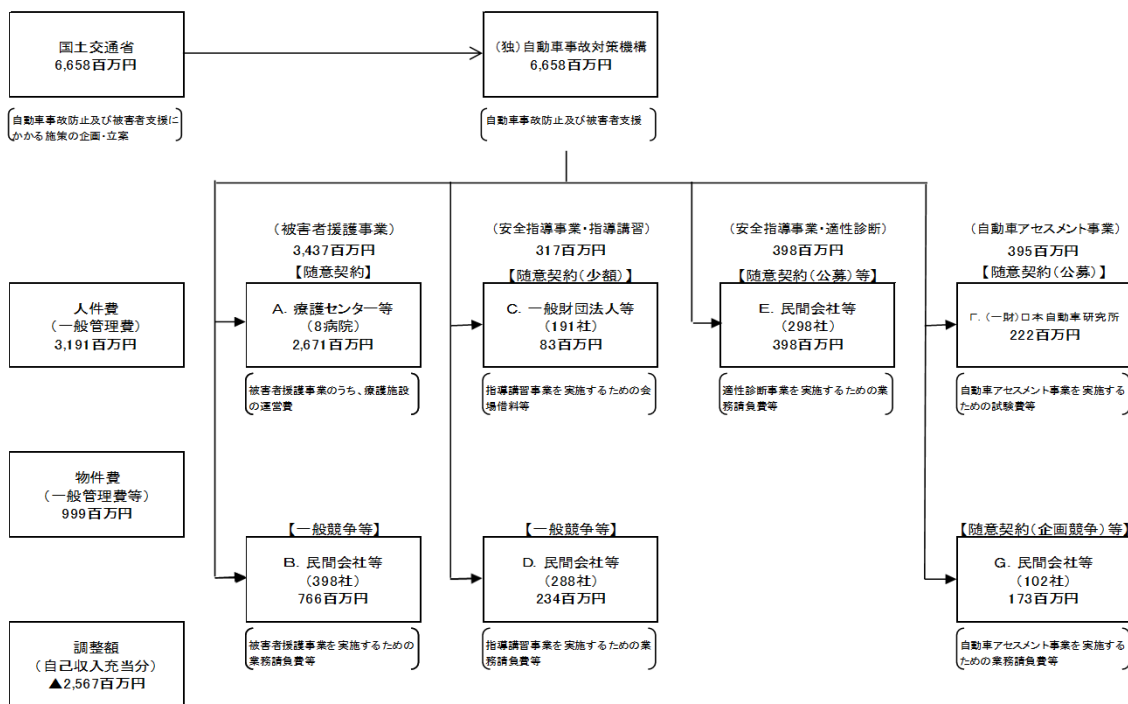 国土交通省
6,658百万円
(独)自動車事故対策機構
6,658百万円
自動車事故防止及び被害者支援に
かかる施策の企画・立案
自動車事故防止及び被害者支援
(被害者援護事業)
3,437百万円
【随意契約】
(安全指導事業・指導講習)
317百万円
【随意契約(少額)】
(安全指導事業・適性診断)
398百万円
【随意契約(公募)等】
(自動車アセスメント事業)
395百万円
【随意契約(公募)】
人件費
(一般管理費)
3,191百万円
A. 療護センター等
(8病院)
2,671百万円
C. 一般財団法人等
(191社)
83百万円
E. 民間会社等
(298社)
398百万円
F. (一財)日本自動車研究所
222百万円
被害者援護事業のうち、療護施設
の運営費
指導講習事業を実施するための会
場借料等
適性診断事業を実施するための業
務請負費等
自動車アセスメント事業を実施する
ための試験費等
物件費
(一般管理費等)
999百万円
【一般競争等】
【一般競争等】
【随意契約(企画競争)等】
B. 民間会社等
(398社)
766百万円
D. 民間会社等
(288社)
234百万円
G. 民間会社等
(102社)
173百万円
被害者援護事業を実施するための
業務請負費等
指導講習事業を実施するための業
務請負費等
自動車アセスメント事業を実施する
ための業務請負費等
調整額
(自己収入充当分)
▲2,567百万円